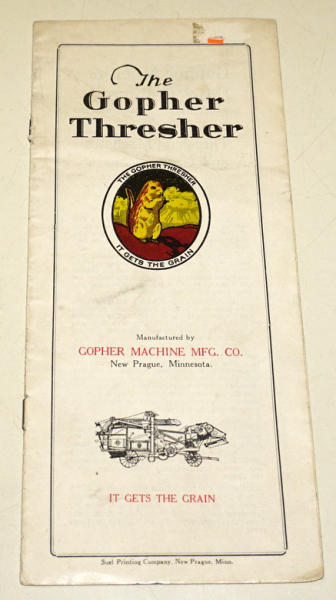 The
Gopher
Thresher
THE GOPHER THRESHER
IT GETS THE GRAIN
Manufactured by
GOPHER MACHINE MFG. CO.
New Prague, Minnesota.
IT GETS THE GRAIN
Suel Printing Company, New Prague, Minn.